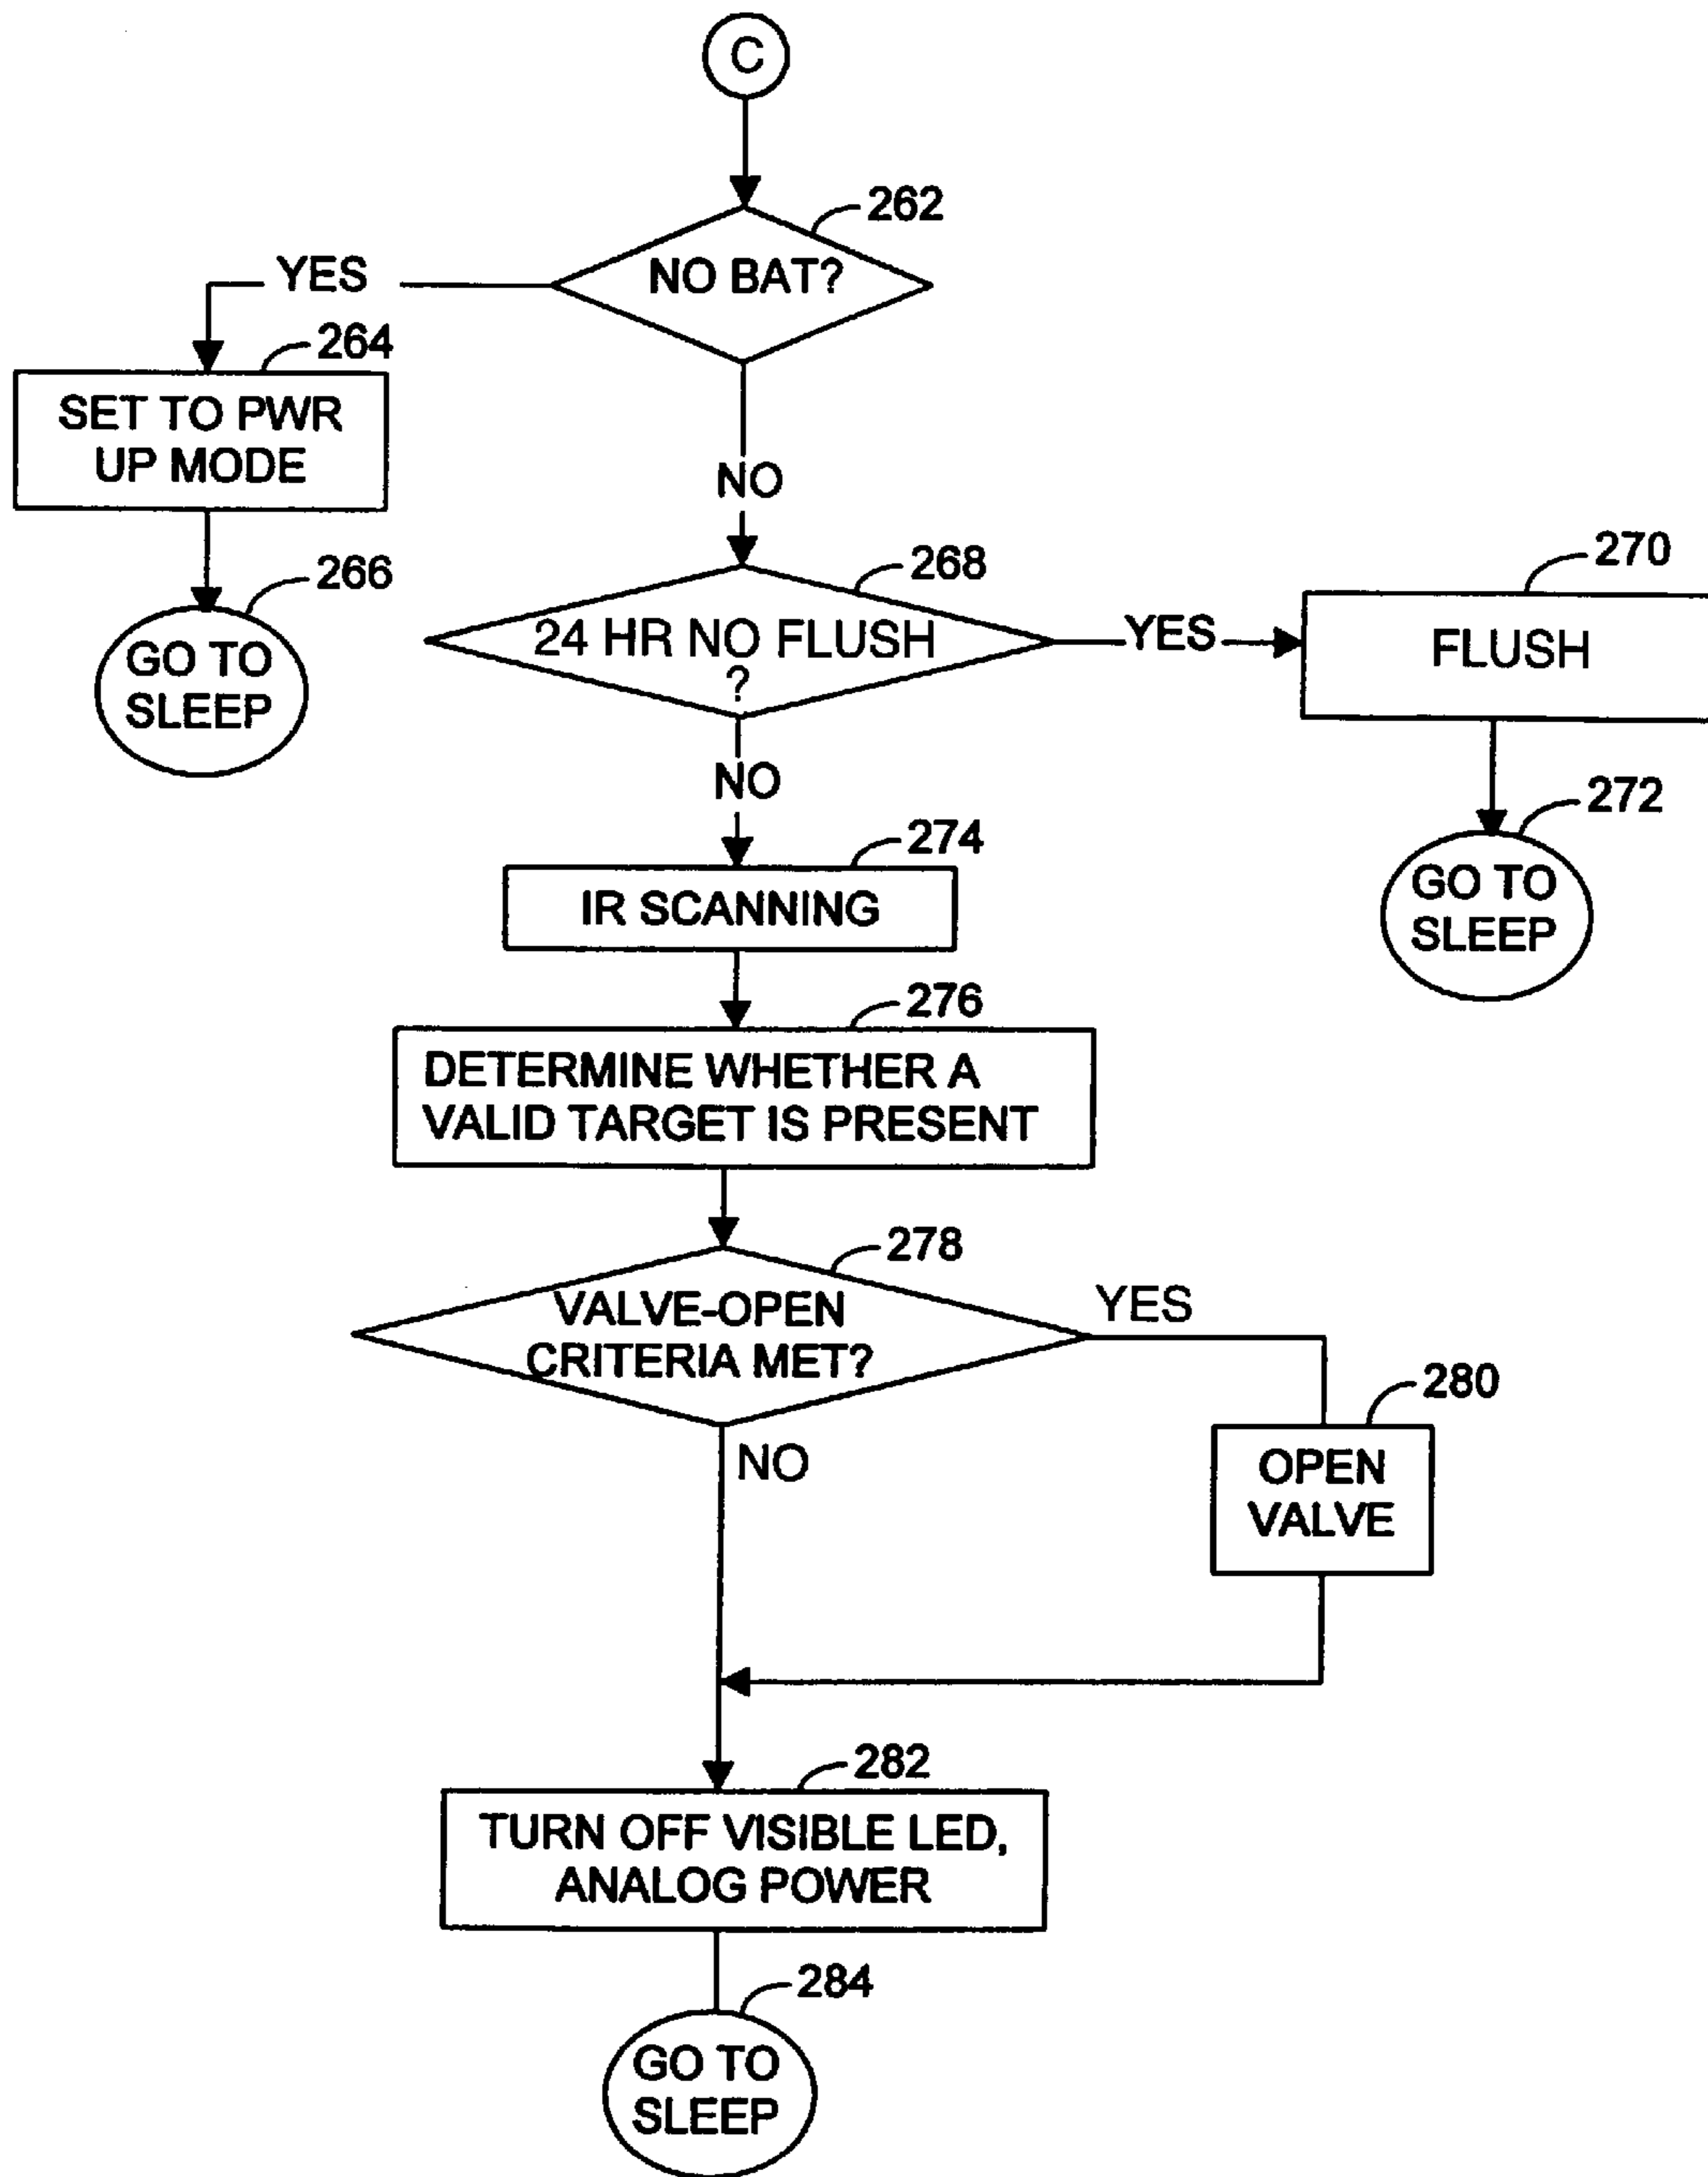 C
262
NO BAT?
YES
264
SET TO PWR
UP MODE
NO
266
GO TO
SLEEP
268
24 HR NO FLUSH
?
YES
270
FLUSH
NO
272
GO TO
SLEEP
274
IR SCANNING
276
DETERMINE WHETHER A
VALID TARGET IS PRESENT
278
VALVE-OPEN
CRITERIA MET?
YES
280
OPEN
VALVE
NO
282
TURN OFF VISIBLE LED,
ANALOG POWER
284
GO TO
SLEEP